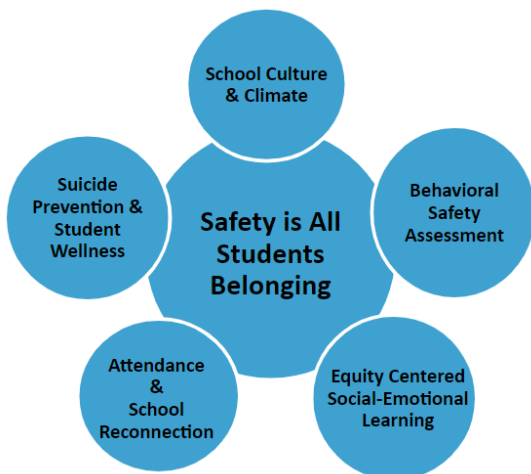 School Culture
& Climate
Suicide
Prevention &
Student
Wellness
Safety is All
Students
Belonging
Behavioral
Safety
Assessment
Attendance
&
School
Reconnection
Equity Centered
Social-Emotional
Learning